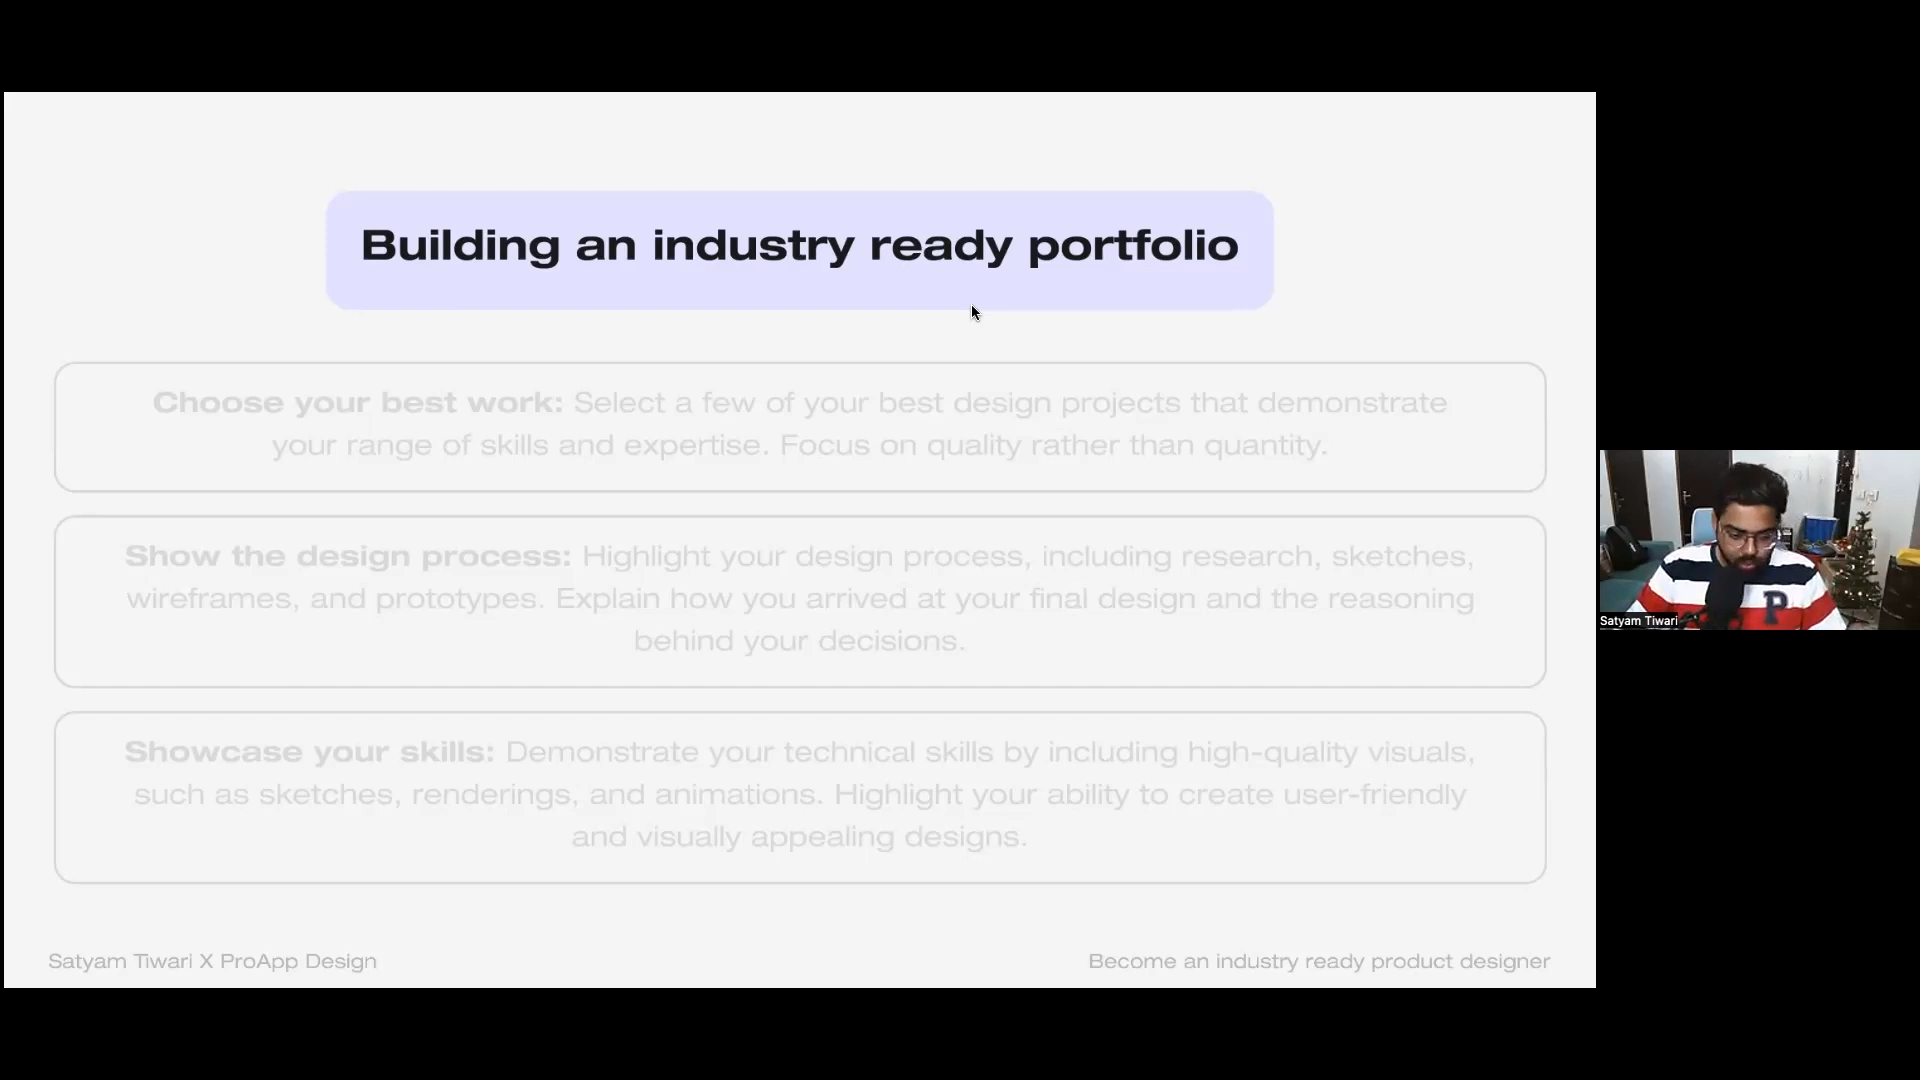 Building an industry ready portfolio
Choose your best work: Select a few of your best design projects that demonstrate
your range of skills and expertise. Focus on quality rather than quantity.
Show the design process: Highlight your design process, including research, sketches,
wireframes, and prototypes. Explain how you arrived at your final design and the reasoning
behind your decisions.
Showcase your skills: Demonstrate your technical skills by including high-quality visuals,
such as sketches, renderings, and animations. Highlight your ability to create user-friendly
and visually appealing designs.
Satyam Tiwari X ProApp Design
Become an industry ready product designer
P
Satyam Tiwari